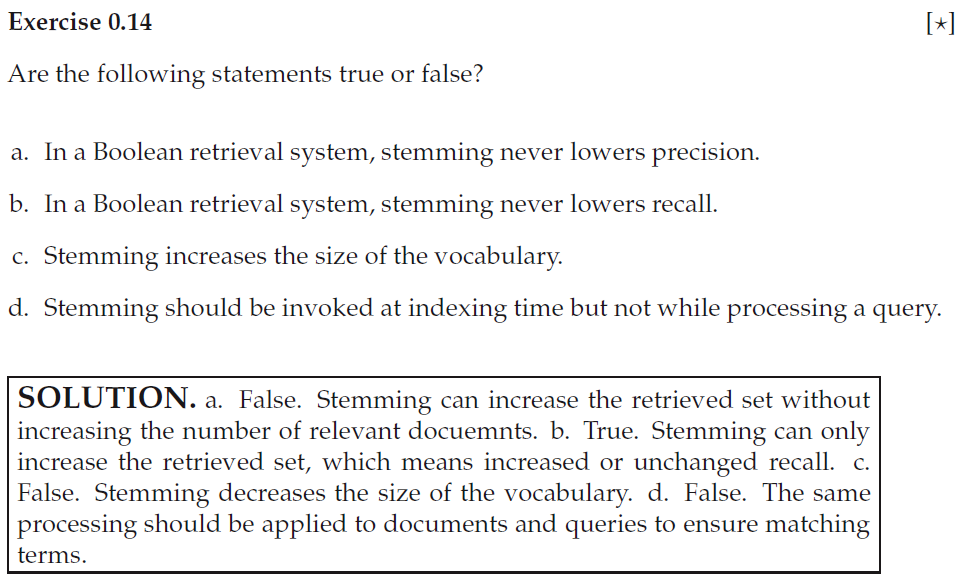 Exercise 0.14 [⋆]
Are the following statements true or false?
a. In a Boolean retrieval system, stemming never lowers precision.
b. In a Boolean retrieval system, stemming never lowers recall.
c. Stemming increases the size of the vocabulary.
d. Stemming should be invoked at indexing time but not while processing a query.
SOLUTION. a. False. Stemming can increase the retrieved set without
increasing the number of relevant docuemnts. b. True. Stemming can only
increase the retrieved set, which means increased or unchanged recall. c.
False. Stemming decreases the size of the vocabulary. d. False. The same
processing should be applied to documents and queries to ensure matching
terms.